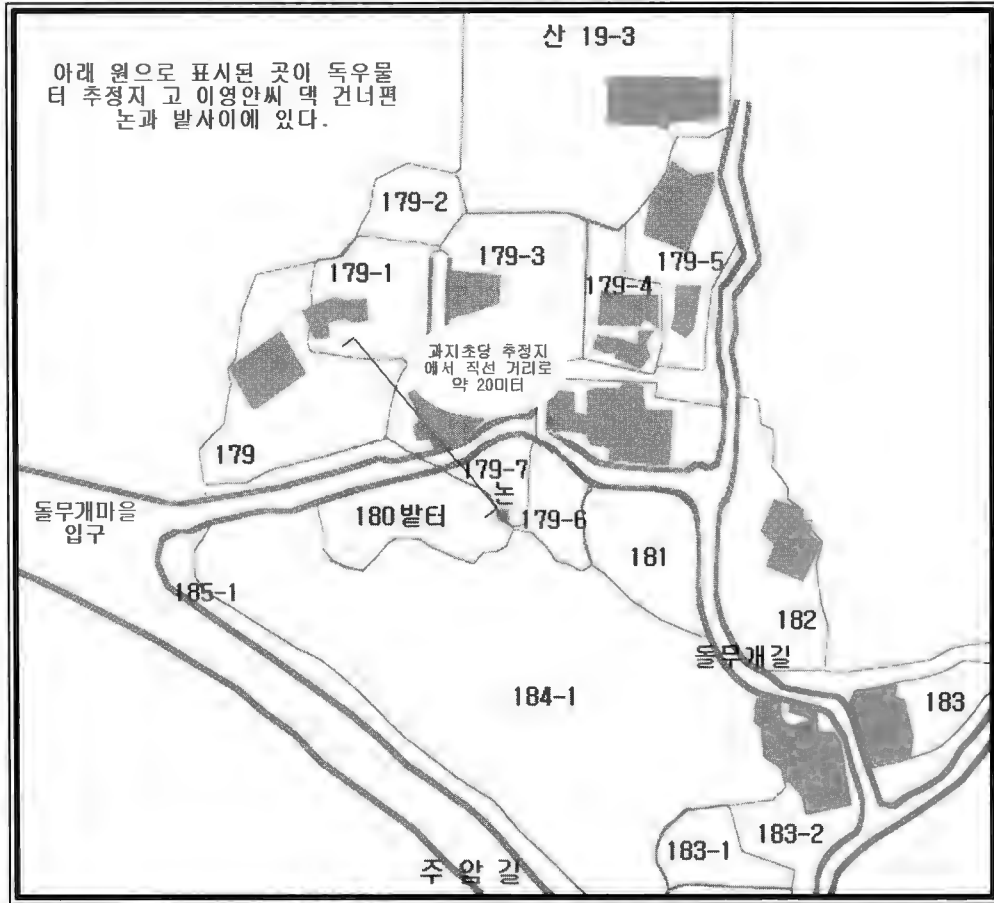 산 19-3
아래 원으로 표시된 곳이 독우물
터 추정지 고 이영안씨 댁 건너편
논과 밭사이에 있다.
179-2
179-3
179-1
179-5
179-4
과지초당 추정지
에서 직선 거리로
약 20미터
179
179-7
논
돌무개마을
입구
180밭터
179-6
181
185-1
182
돌무개길
184-1
183
183-2
183-1
주 암 길